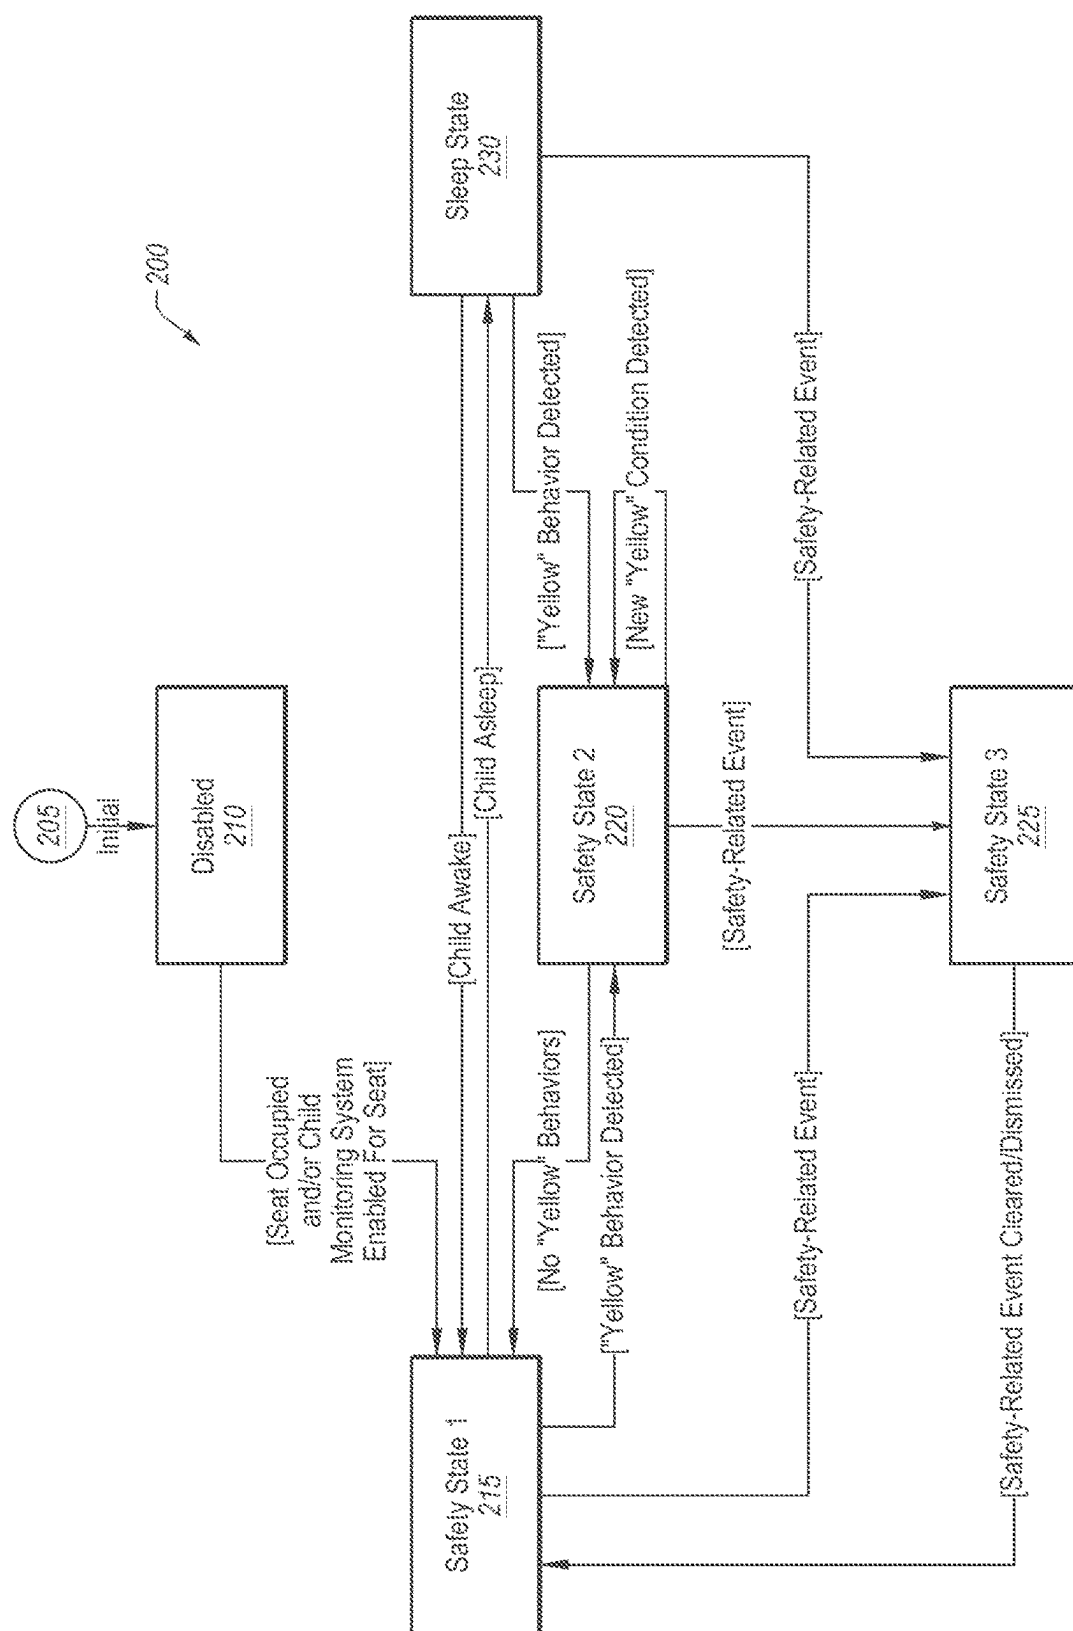 200
205
Initial
Disabled
210
[Seat Occupied
and/or Child
Monitoring System
Enabled For Seat]
Safety State 1
215
[Child Awake]
[Child Asleep]
Sleep State
230
[No "Yellow" Behaviors]
["Yellow" Behavior Detected]
Safety State 2
220
["Yellow" Behavior Detected]
[New "Yellow" Condition Detected]
[Safety-Related Event]
[Safety-Related Event]
[Safety-Related Event]
Safety State 3
225
[Safety-Related Event Cleared/Dismissed]